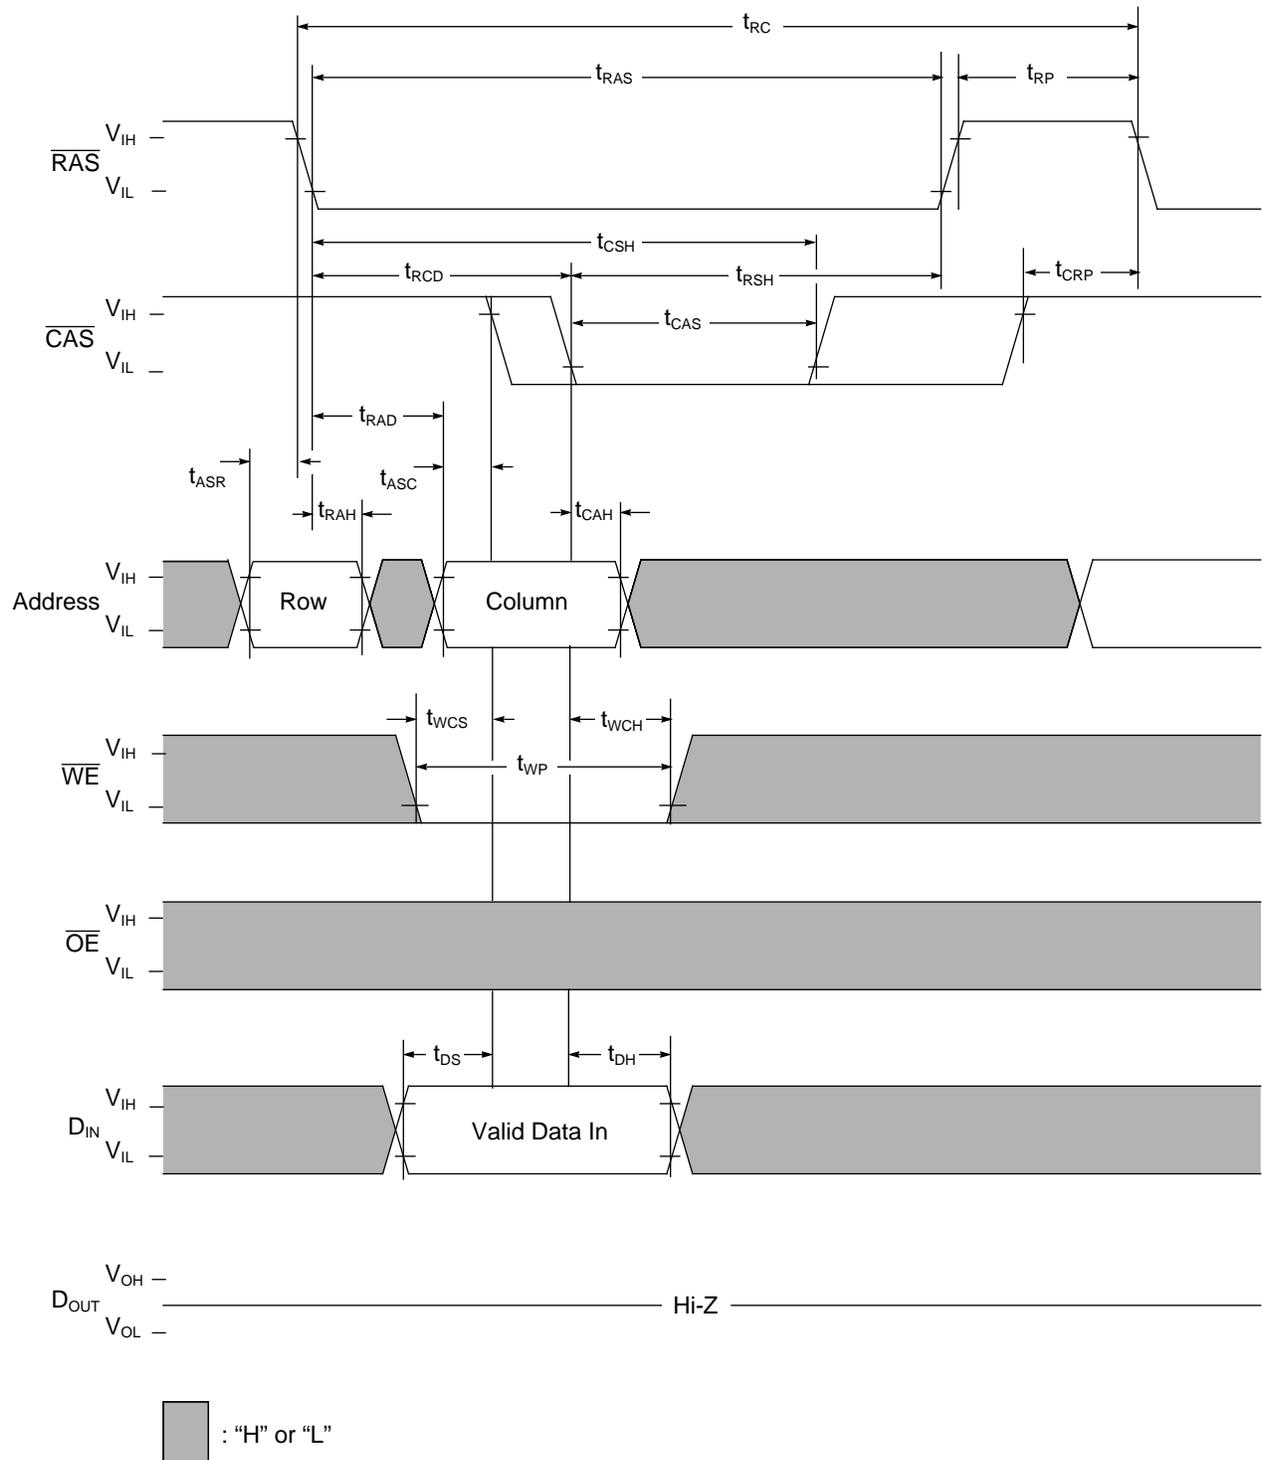 tRC
tRAS
tRP
VIH
RAS
VIL
tCSH
tRCD
tRSH
tCRP
VIH
tCAS
CAS
VIL
tRAD
tASR
tASC
tRAH
tCAH
VIH
Address
Row
Column
VIL
tWCS
tWCH
VIH
WE
tWP
VIL
VIH
OE
VIL
tDS
tDH
VIH
DIN
Valid Data In
VIL
VOH
DOUT
Hi-Z
VOL
: “H” or “L”